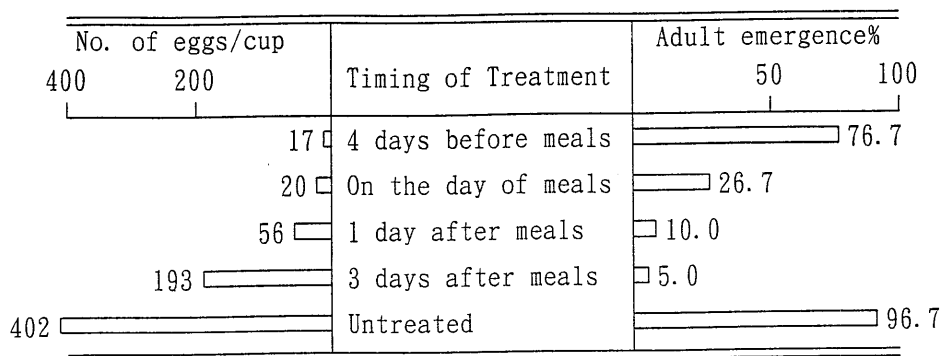 No. of eggs/cup Adult emergence%
400 200 Timing of Treatment 50 100
17 4 days before meals 76.7
20 On the day of meals 26.7
56 1 day after meals 10.0
193 3 days after meals 5.0
402 Untreated 96.7